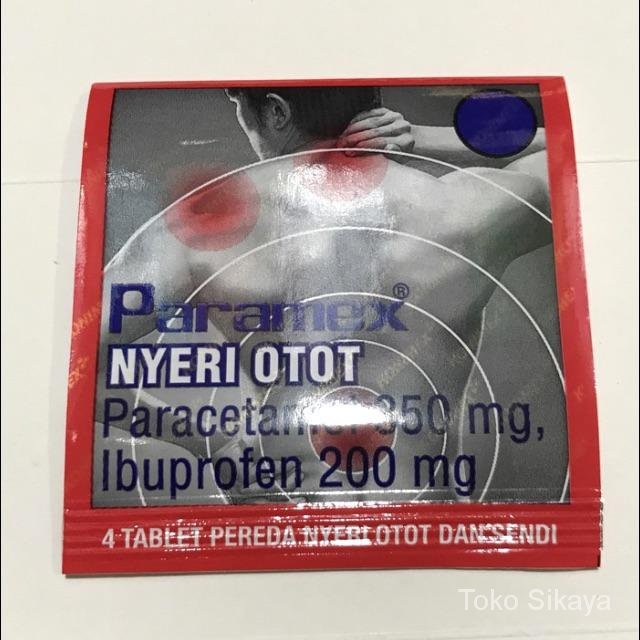 Paramex®
NYERI OTOT
Paracetamol 350 mg,
Ibuprofen 200 mg
4 TABLET PEREDA NYERI OTOT DAN SENDI
Toko Sikaya